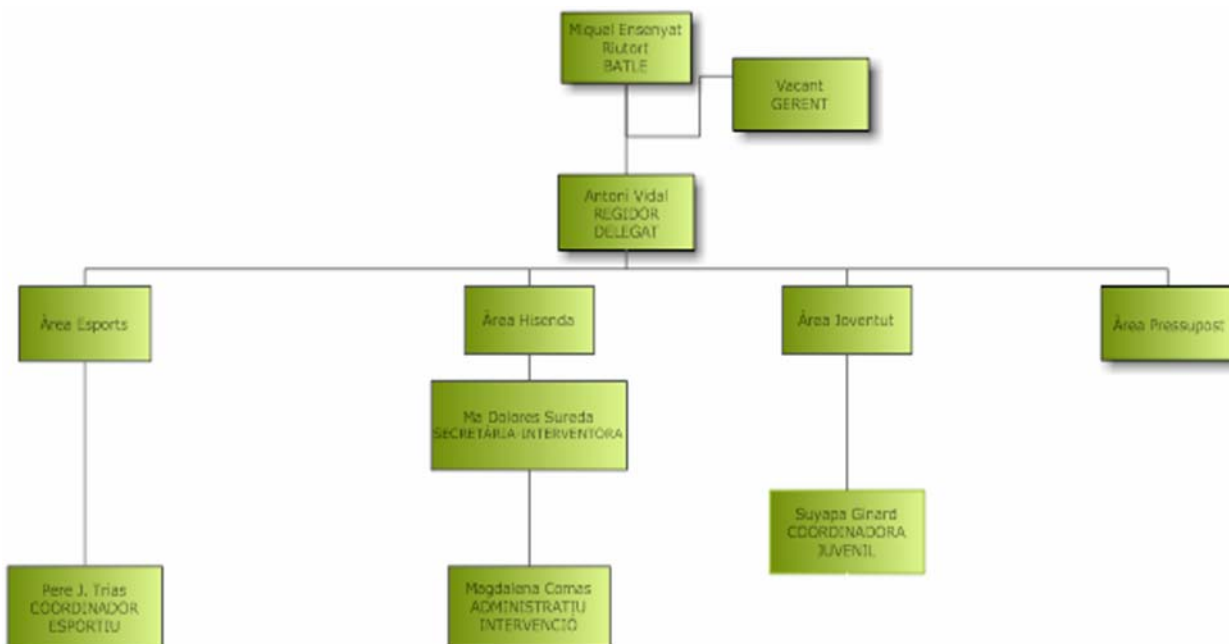 Miquel Ensenyat
Riutort
BATLE
Vacant
GERENT
Antoni Vidal
REGIDOR
DELEGAT
Àrea Esports
Àrea Hisenda
Àrea Joventut
Àrea Pressupost
Ma Dolores Sureda
SECRETÀRIA-INTERVENTORA
Suyapa Ginard
COORDINADORA
JUVENIL
Pere J. Trias
COORDINADOR
ESPORTIU
Magdalena Comas
ADMINISTRATIU
INTERVENCIÓ